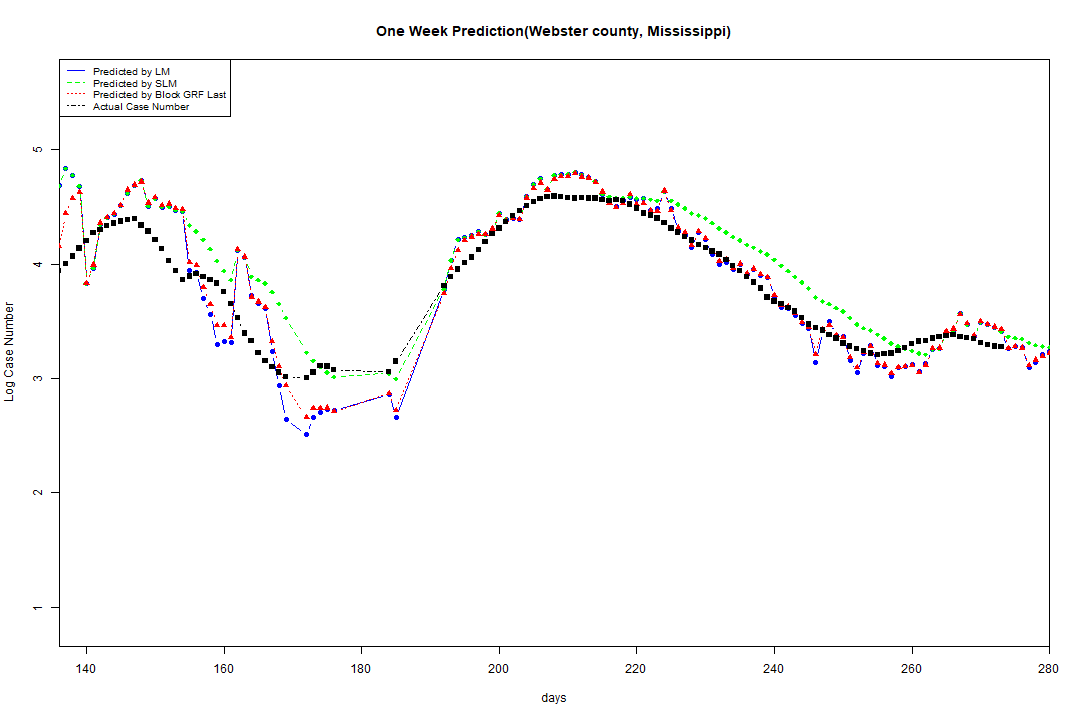 One Week Prediction(Webster county, Mississippi)
Predicted by LM
Predicted by SLM
Predicted by Block GRF Last
Actual Case Number
5
4
3
2
1
Log Case Number
140 160 180 200 220 240 260 280
days